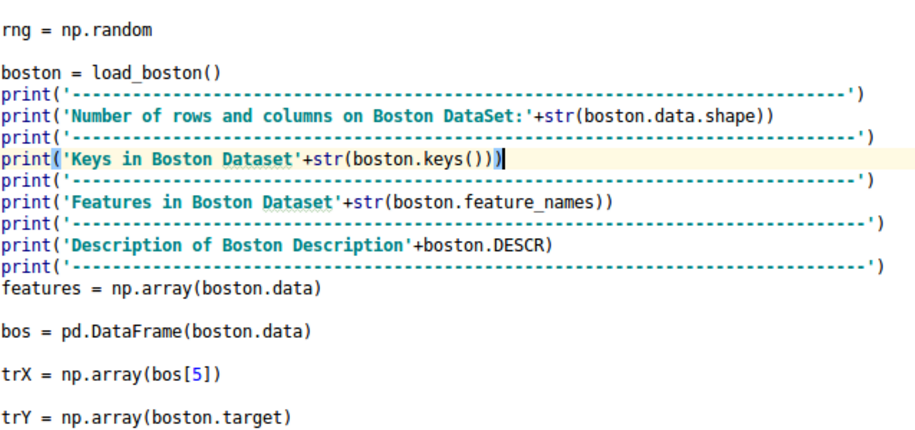 rng = np.random
boston = load_boston()
print('-----------------------------------------------------------------------------')
print('Number of rows and columns on Boston DataSet:'+str(boston.data.shape))
print('------------------------------------------------------------------------------')
print('Keys in Boston Dataset'+str(boston.keys()))
print('------------------------------------------------------------------------------')
print('Features in Boston Dataset'+str(boston.feature_names))
print('-------------------------------------------------------------------------------')
print('Description of Boston Description'+boston.DESCR)
print('-------------------------------------------------------------------------------')
features = np.array(boston.data)
bos = pd.DataFrame(boston.data)
trX = np.array(bos[5])
trY = np.array(boston.target)